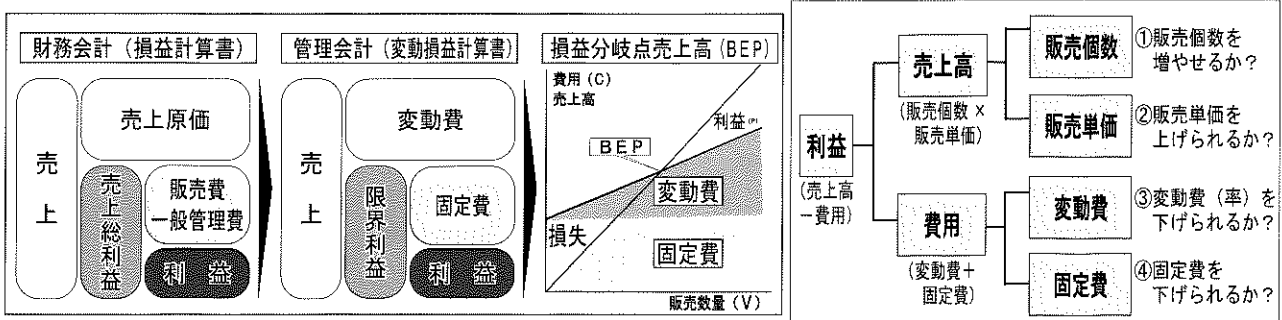 財務会計(損益計算書)
売上
売上原価
売上総利益
販売費
一般管理費
利 益
管理会計(変動損益計算書)
売上
変動費
限界利益
固定費
利 益
損益分岐点売上高(BEP)
費用(C)
売上高
利益(P)
BEP
変動費
損失
固定費
販売数量(V)
利益
(売上高
ー費用)
売上高
(販売個数×
販売単価)
費用
(変動費+
固定費)
販売個数
①販売個数を
増やせるか?
販売単価
②販売単価を
上げられるか?
変動費
③変動費(率)を
下げられるか?
固定費
④固定費を
下げられるか?